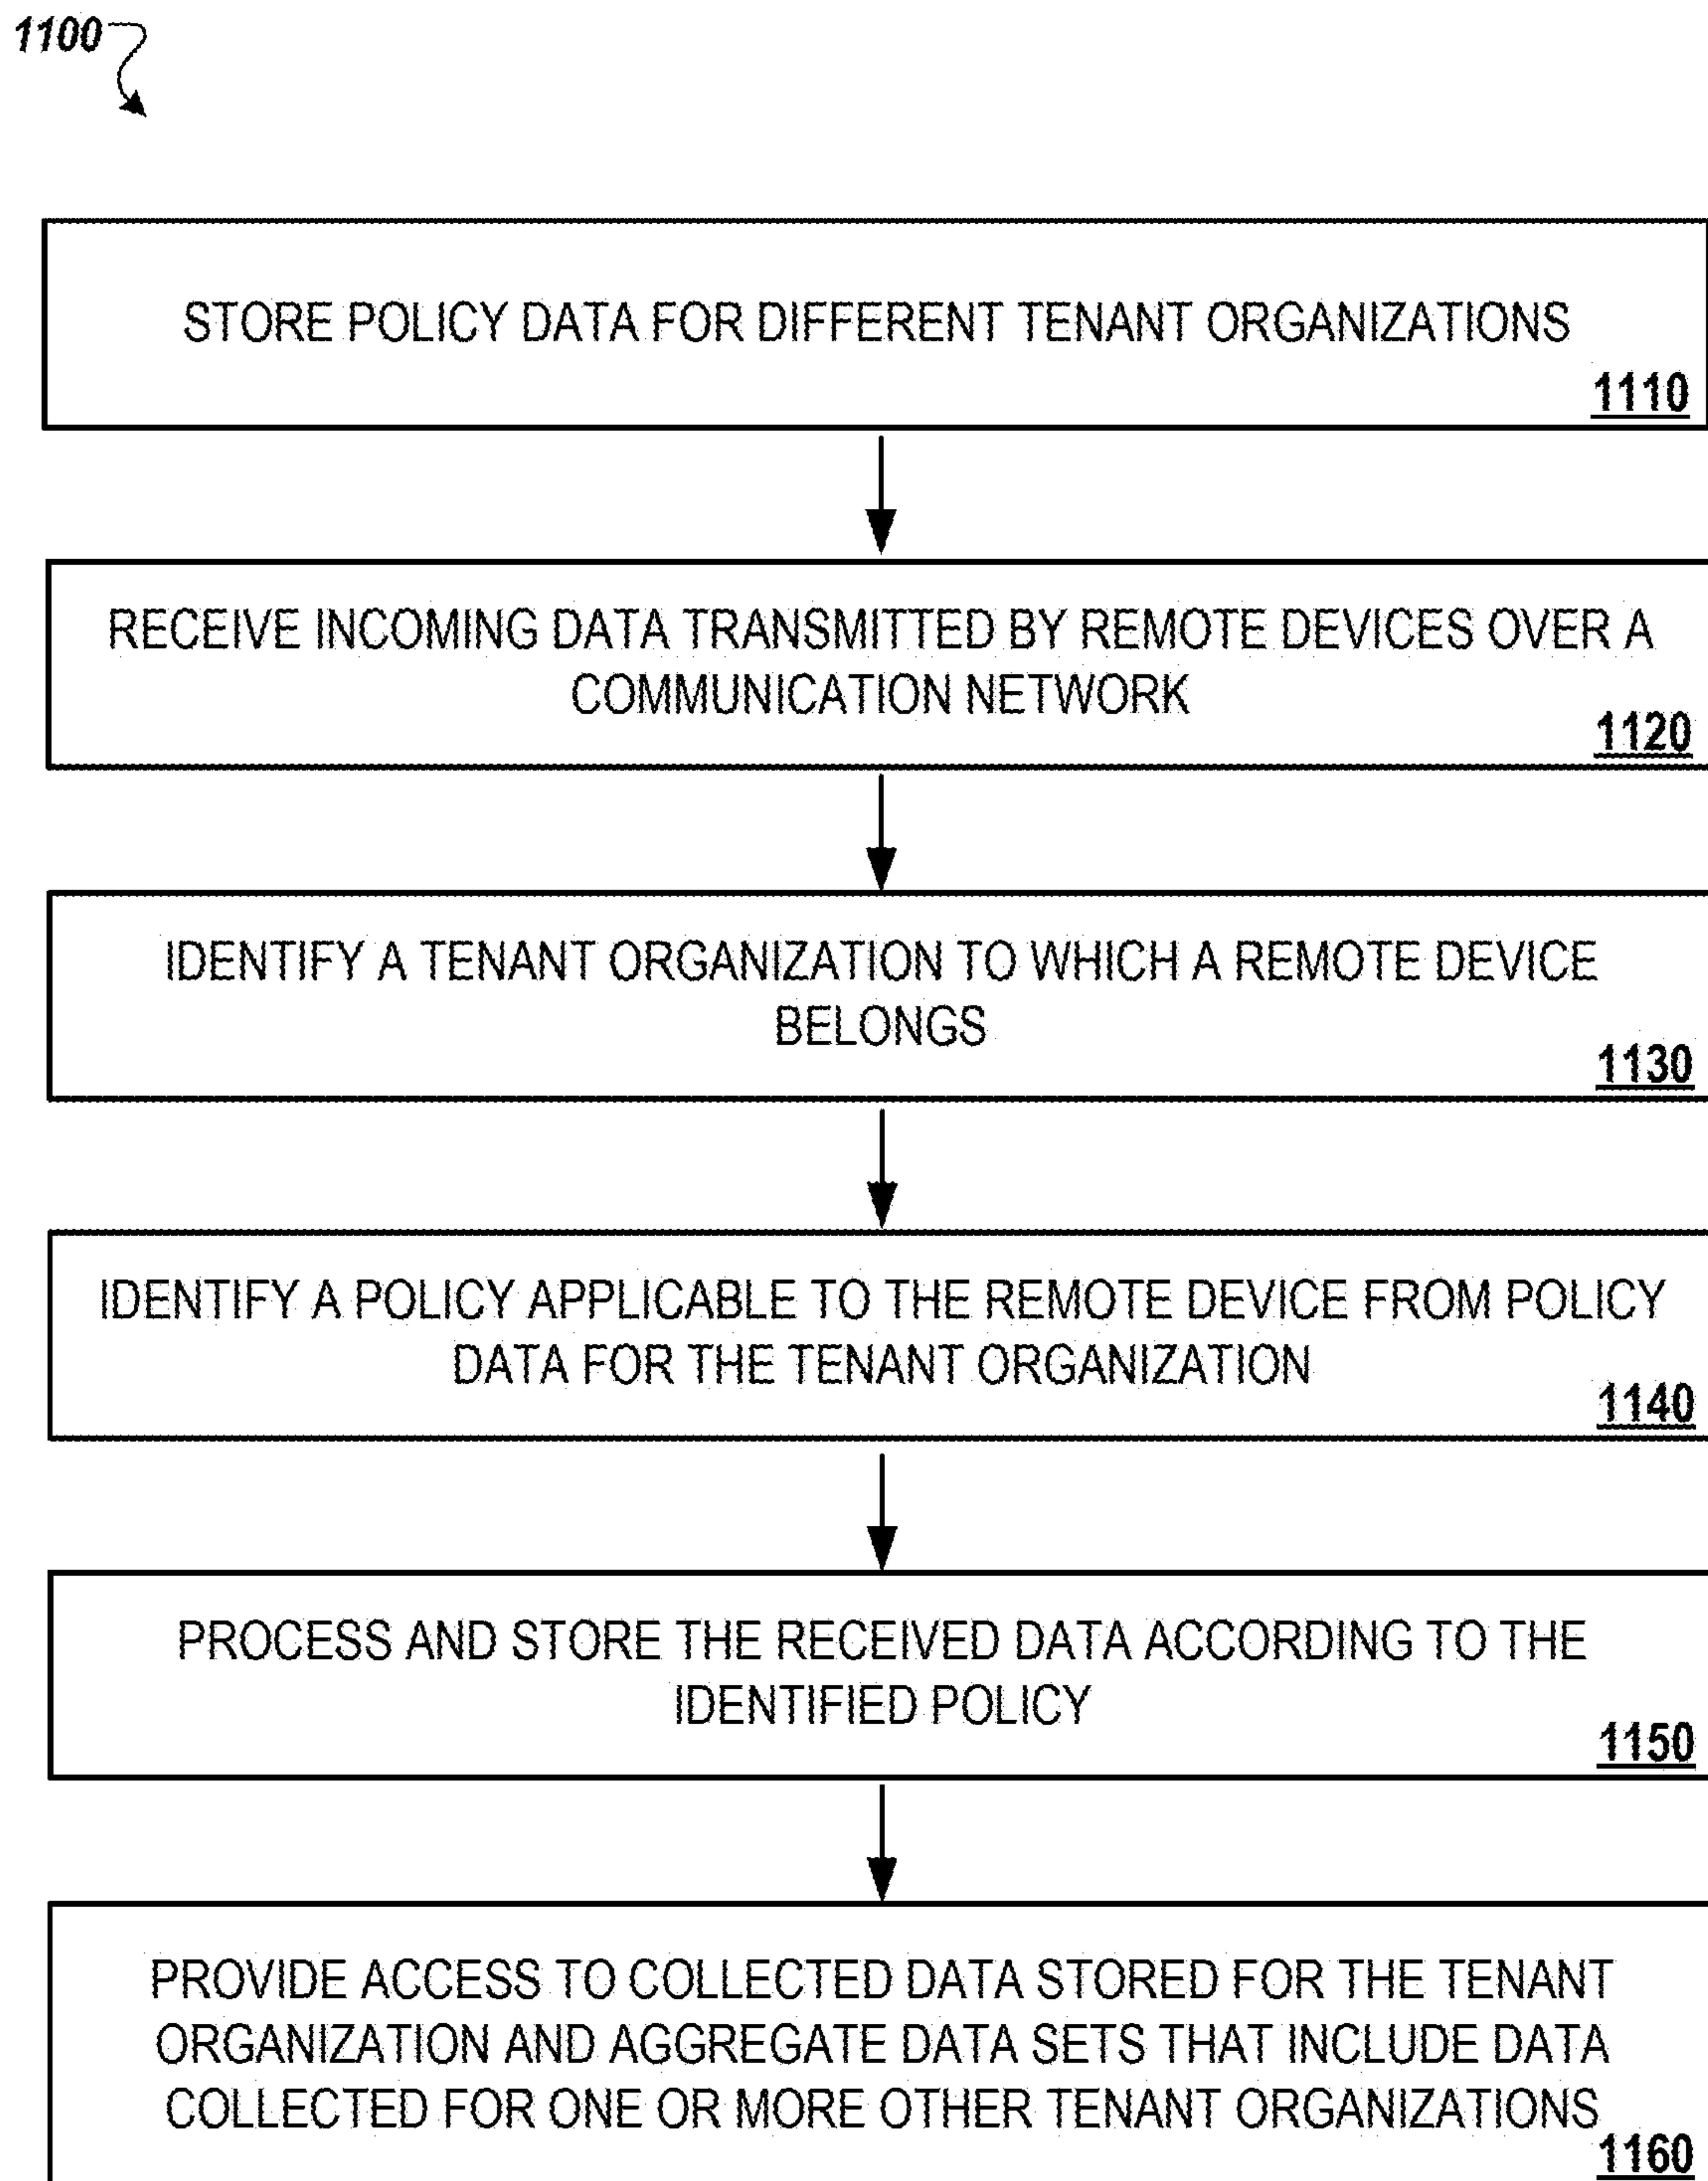 1100
STORE POLICY DATA FOR DIFFERENT TENANT ORGANIZATIONS
1110
RECEIVE INCOMING DATA TRANSMITTED BY REMOTE DEVICES OVER A
COMMUNICATION NETWORK
1120
IDENTIFY A TENANT ORGANIZATION TO WHICH A REMOTE DEVICE
BELONGS
1130
IDENTIFY A POLICY APPLICABLE TO THE REMOTE DEVICE FROM POLICY
DATA FOR THE TENANT ORGANIZATION
1140
PROCESS AND STORE THE RECEIVED DATA ACCORDING TO THE
IDENTIFIED POLICY
1150
PROVIDE ACCESS TO COLLECTED DATA STORED FOR THE TENANT
ORGANIZATION AND AGGREGATE DATA SETS THAT INCLUDE DATA
COLLECTED FOR ONE OR MORE OTHER TENANT ORGANIZATIONS
1160